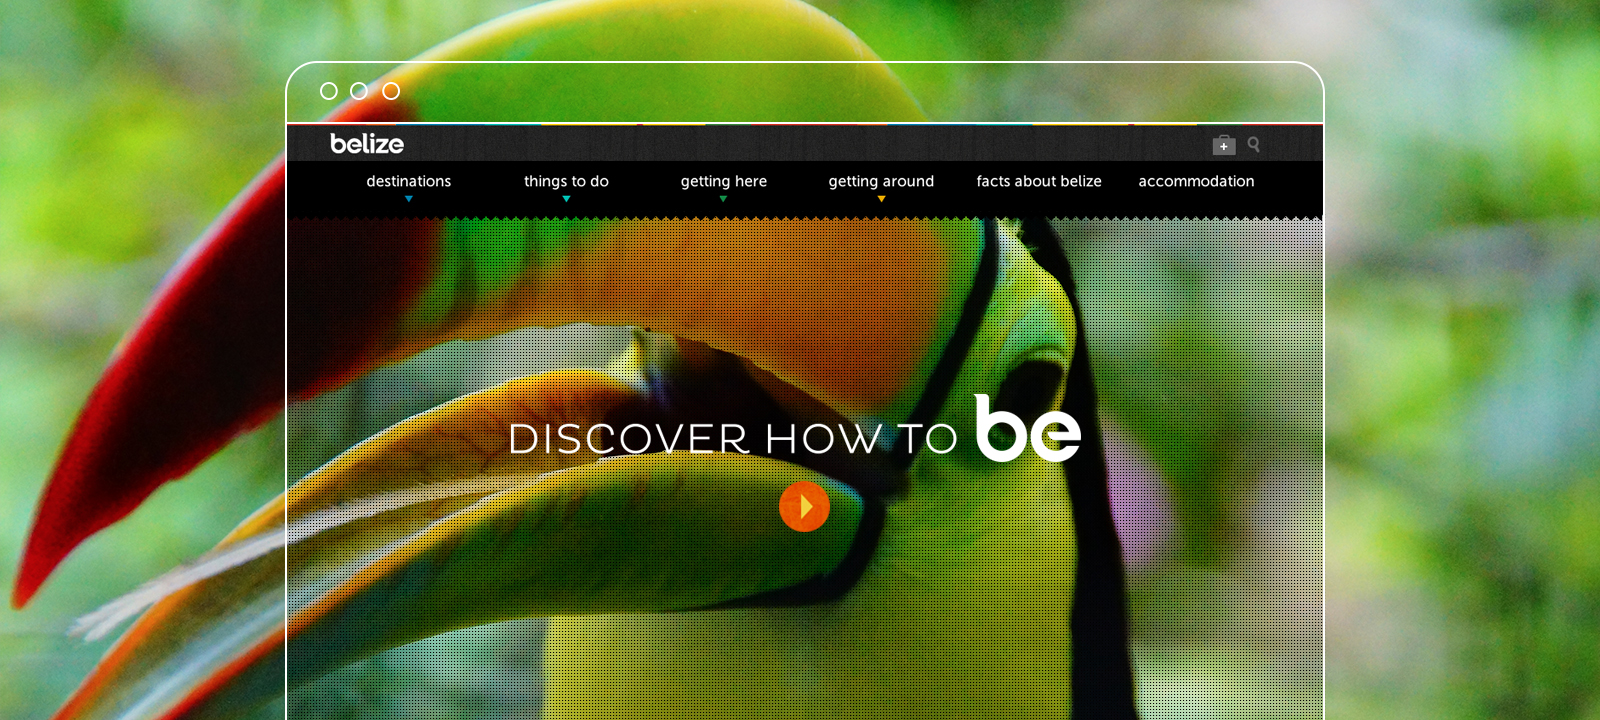 belize
destinations things to do getting here getting around facts about belize accommodation
DISCOVER HOW TO be